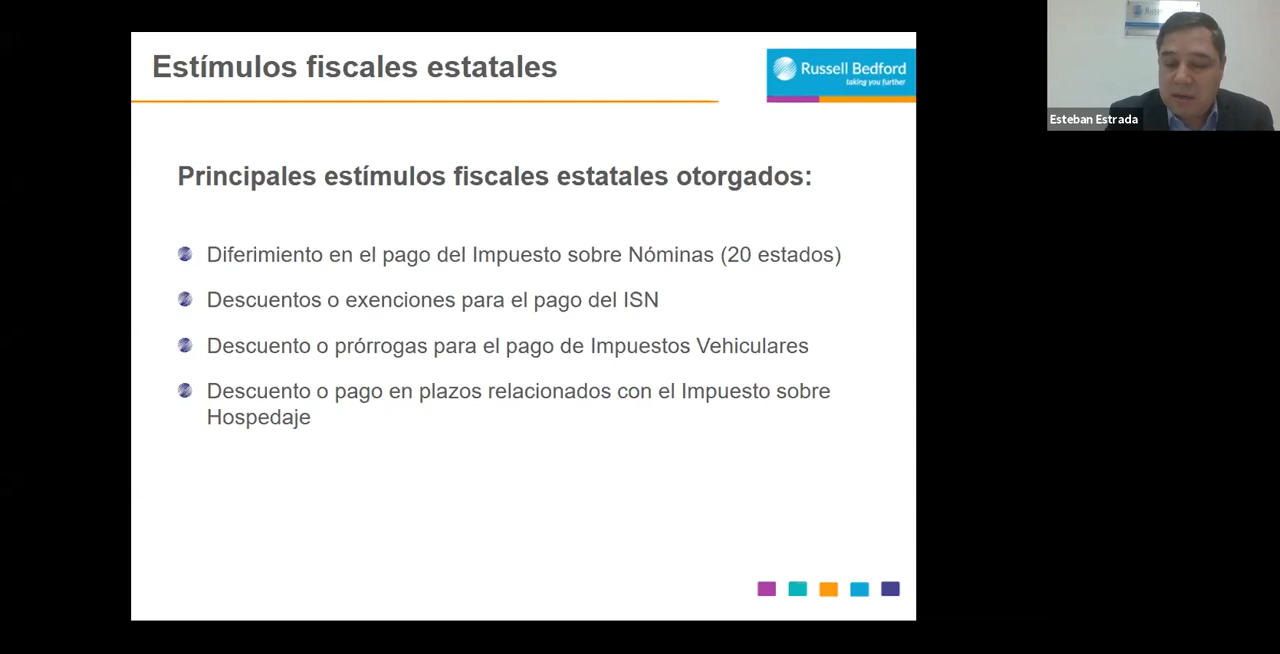 Estímulos fiscales estatales
Russell Bedford
taking you further
Esteban Estrada
Principales estímulos fiscales estatales otorgados:
Diferimiento en el pago del Impuesto sobre Nóminas (20 estados)
Descuentos o exenciones para el pago del ISN
Descuento o prórrogas para el pago de Impuestos Vehiculares
Descuento o pago en plazos relacionados con el Impuesto sobre
Hospedaje